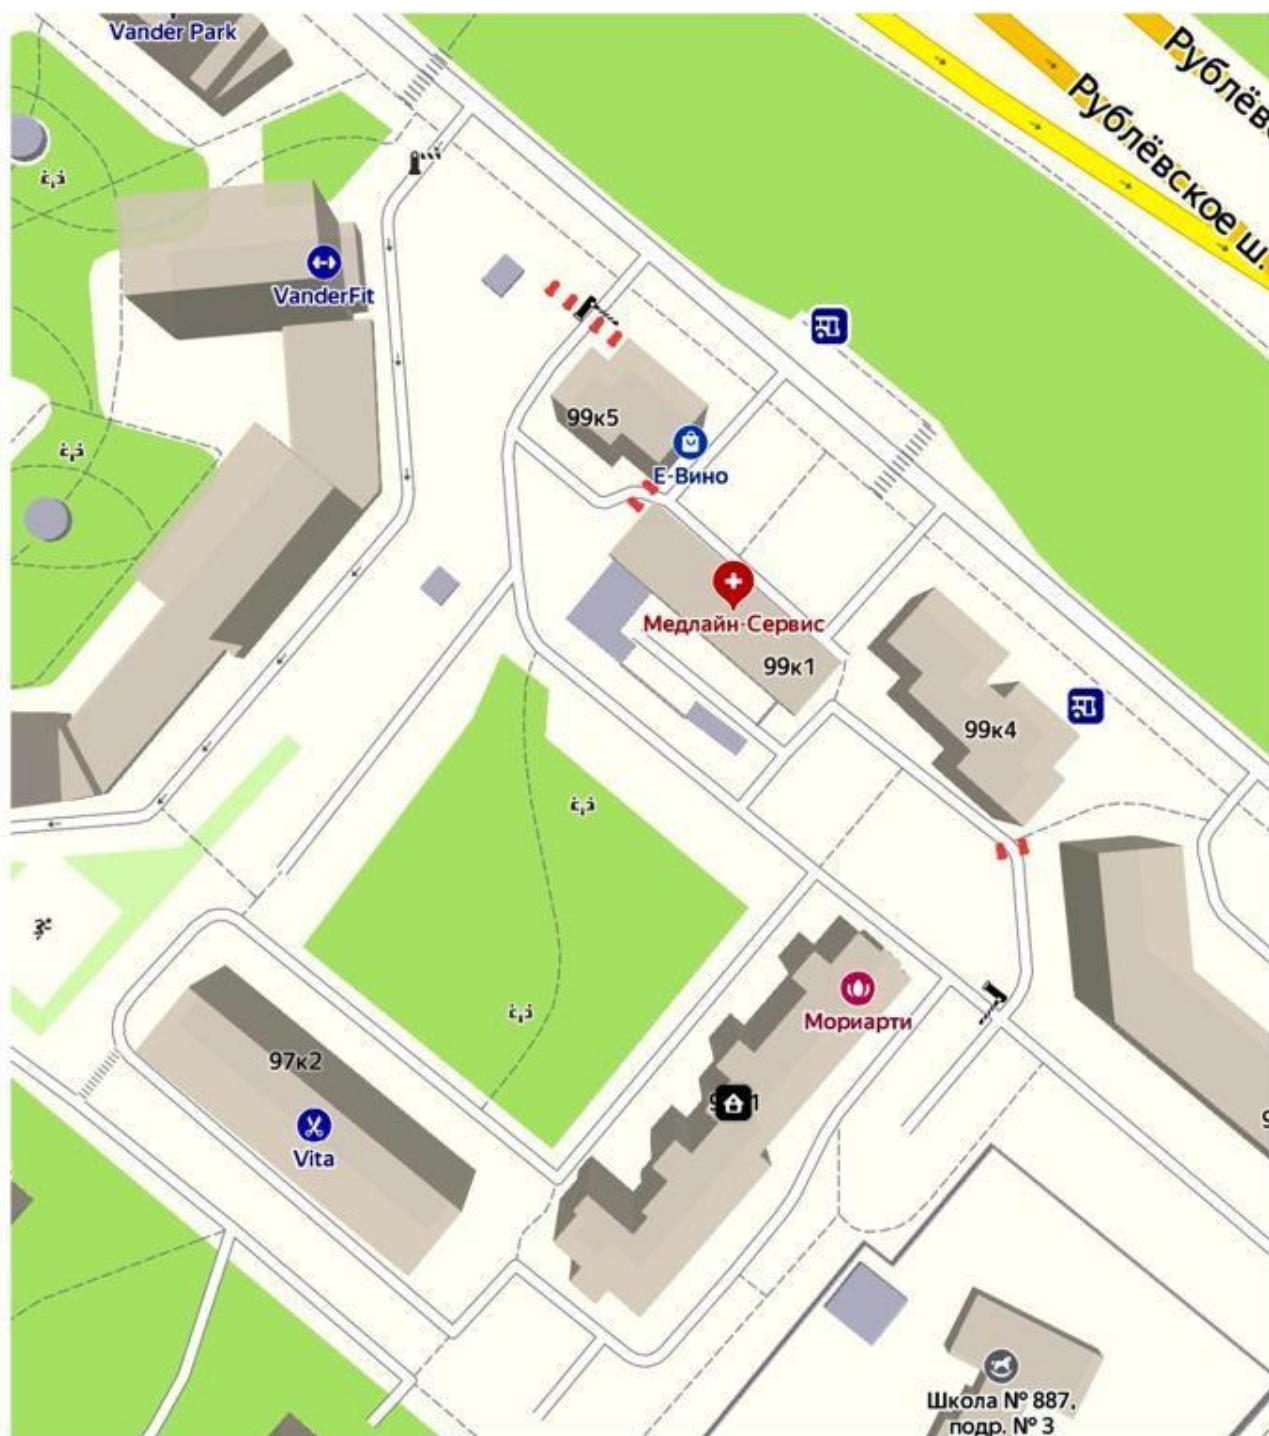 Vander Park
Рублёвс
Рублёвское ш.
VanderFit
99к5
Е-Вино
Медлайн-Сервис
99к1
99к4
Мориарти
97к2
Vita
Школа № 887,
подр. № 3